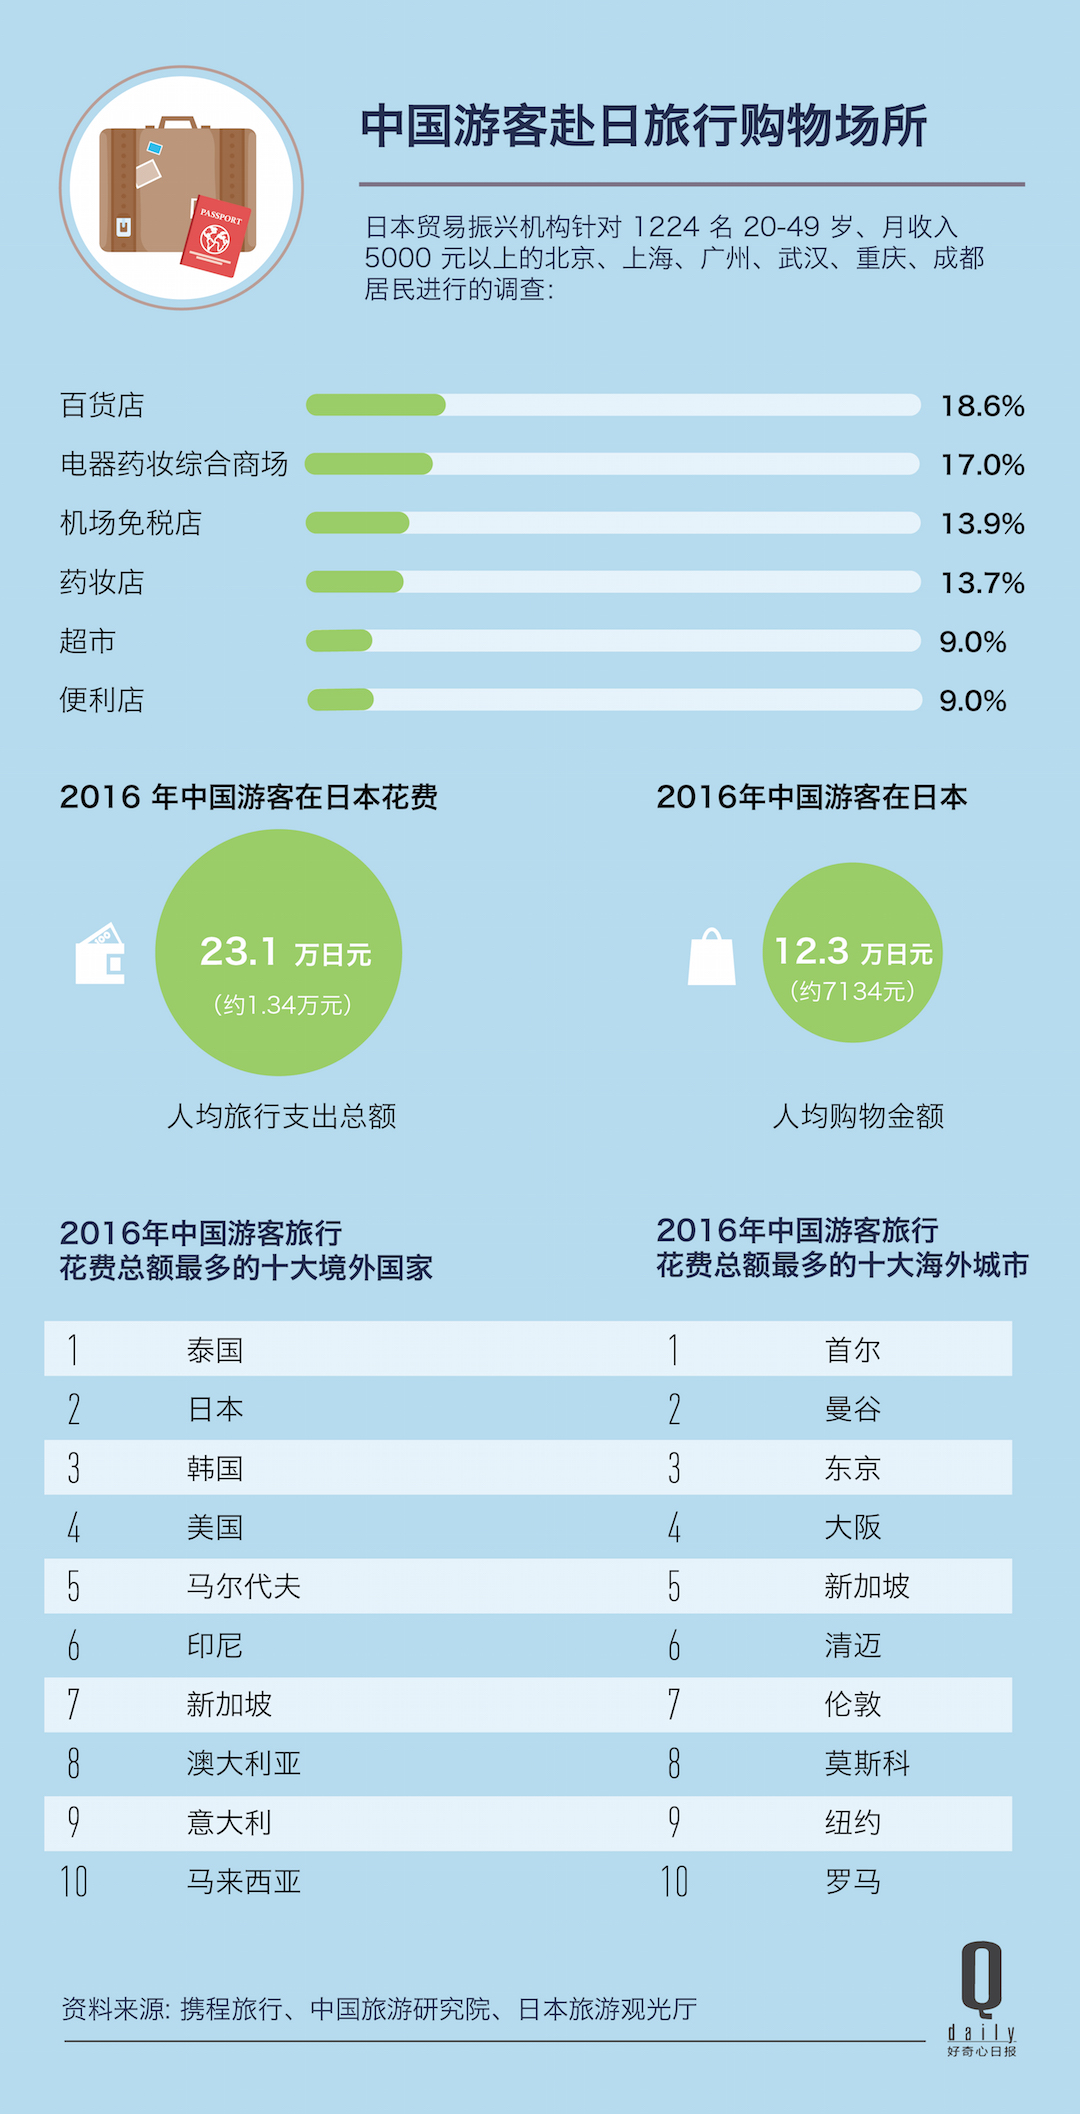 中国游客赴日旅行购物场所
PASSPORT
日本贸易振兴机构针对 1224 名 20-49 岁、月收入
5000 元以上的北京、上海、广州、武汉、重庆、成都
居民进行的调查:
百货店 18.6%
电器药妆综合商场 17.0%
机场免税店 13.9%
药妆店 13.7%
超市 9.0%
便利店 9.0%
2016 年中国游客在日本花费
100
23.1 万日元
（约1.34万元）
人均旅行支出总额
2016年中国游客在日本
12.3 万日元
（约7134元）
人均购物金额
2016年中国游客旅行
花费总额最多的十大境外国家
2016年中国游客旅行
花费总额最多的十大海外城市
1 泰国 1 首尔
2 日本 2 曼谷
3 韩国 3 东京
4 美国 4 大阪
5 马尔代夫 5 新加坡
6 印尼 6 清迈
7 新加坡 7 伦敦
8 澳大利亚 8 莫斯科
9 意大利 9 纽约
10 马来西亚 10 罗马
资料来源: 携程旅行、中国旅游研究院、日本旅游观光厅
Q
daily
好奇心日报